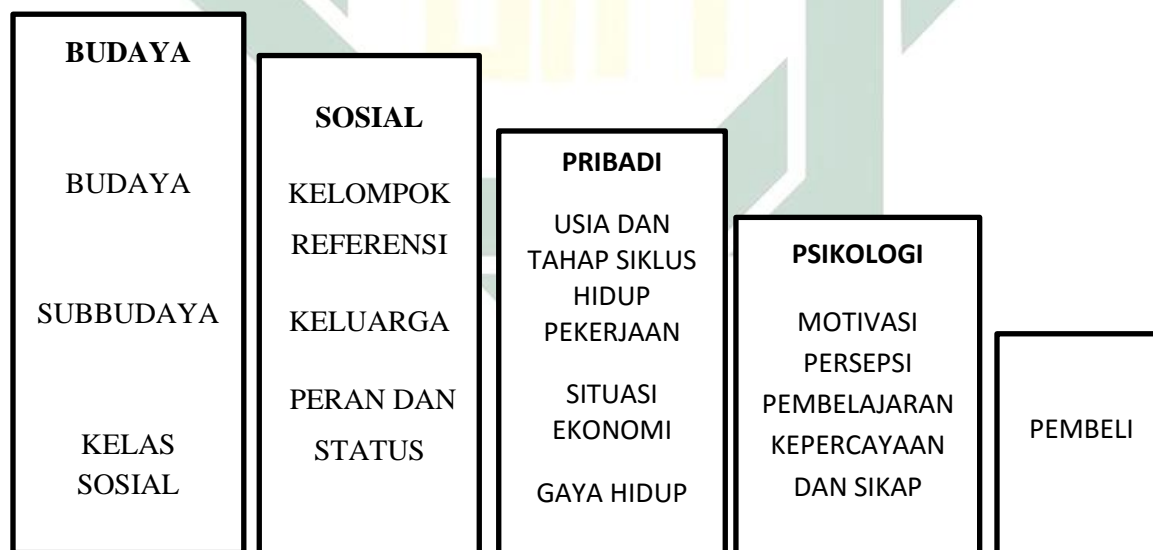 BUDAYA
BUDAYA
SUBBUDAYA
KELAS
SOSIAL
SOSIAL
KELOMPOK
REFERENSI
KELUARGA
PERAN DAN
STATUS
PRIBADI
USIA DAN
TAHAP SIKLUS
HIDUP
PEKERJAAN
SITUASI
EKONOMI
GAYA HIDUP
PSIKOLOGI
MOTIVASI
PERSEPSI
PEMBELAJARAN
KEPERCAYAAN
DAN SIKAP
PEMBELI